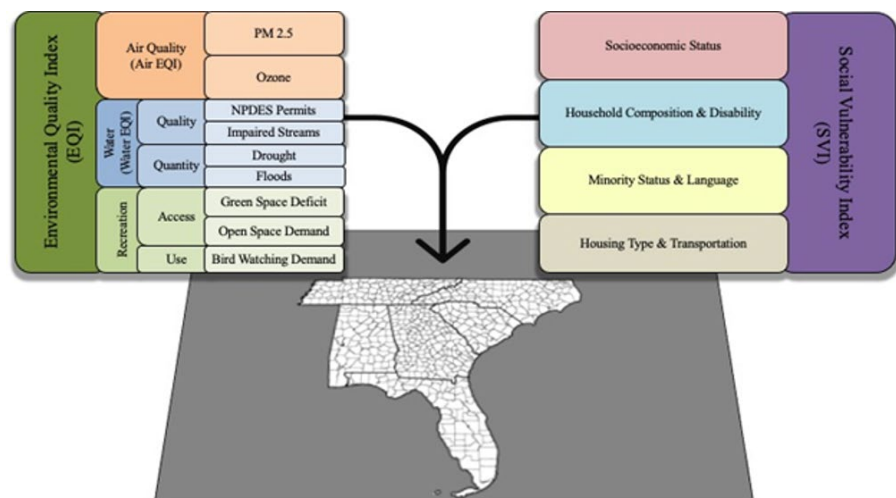 Environmental Quality Index
(EQI)
Air Quality
(Air EQI)
PM 2.5
Ozone
Water
(Water EQI)
Quality
NPDES Permits
Impaired Streams
Quantity
Drought
Floods
Recreation
Access
Green Space Deficit
Open Space Demand
Use
Bird Watching Demand
Socioeconomic Status
Household Composition & Disability
Minority Status & Language
Housing Type & Transportation
Social Vulnerability Index
(SVI)